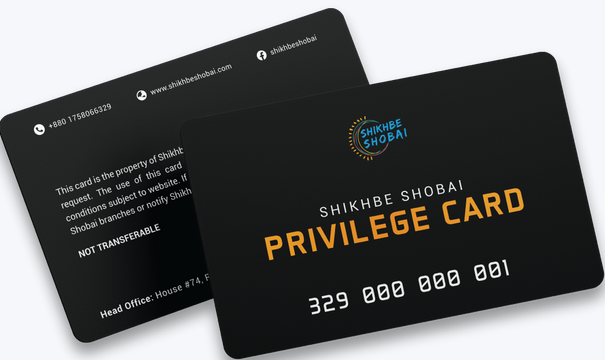 +880 1758066329
www.shikhbeshobai.com
shikhbeshobai
This card is the property of Shikhb
request. The use of this card
conditions subject to website. If
Shobai branches or notify Shikh
NOT TRANSFERABLE
Head Office: House #74,
SHIKHBE
SHOBAI
SHIKHBE SHOBAI
PRIVILEGE CARD
329 000 000 001